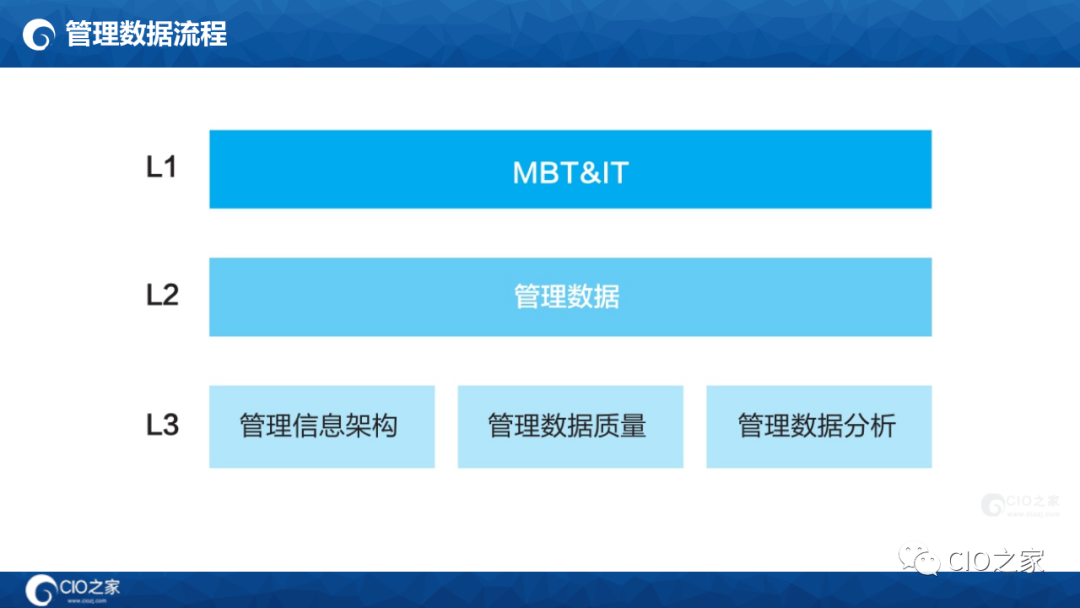 管理数据流程
L1
MBT&IT
L2
管理数据
L3
管理信息架构
管理数据质量
管理数据分析
CIO之家
www.ciozj.com
CIO之家
CIO之家
www.ciozj.com